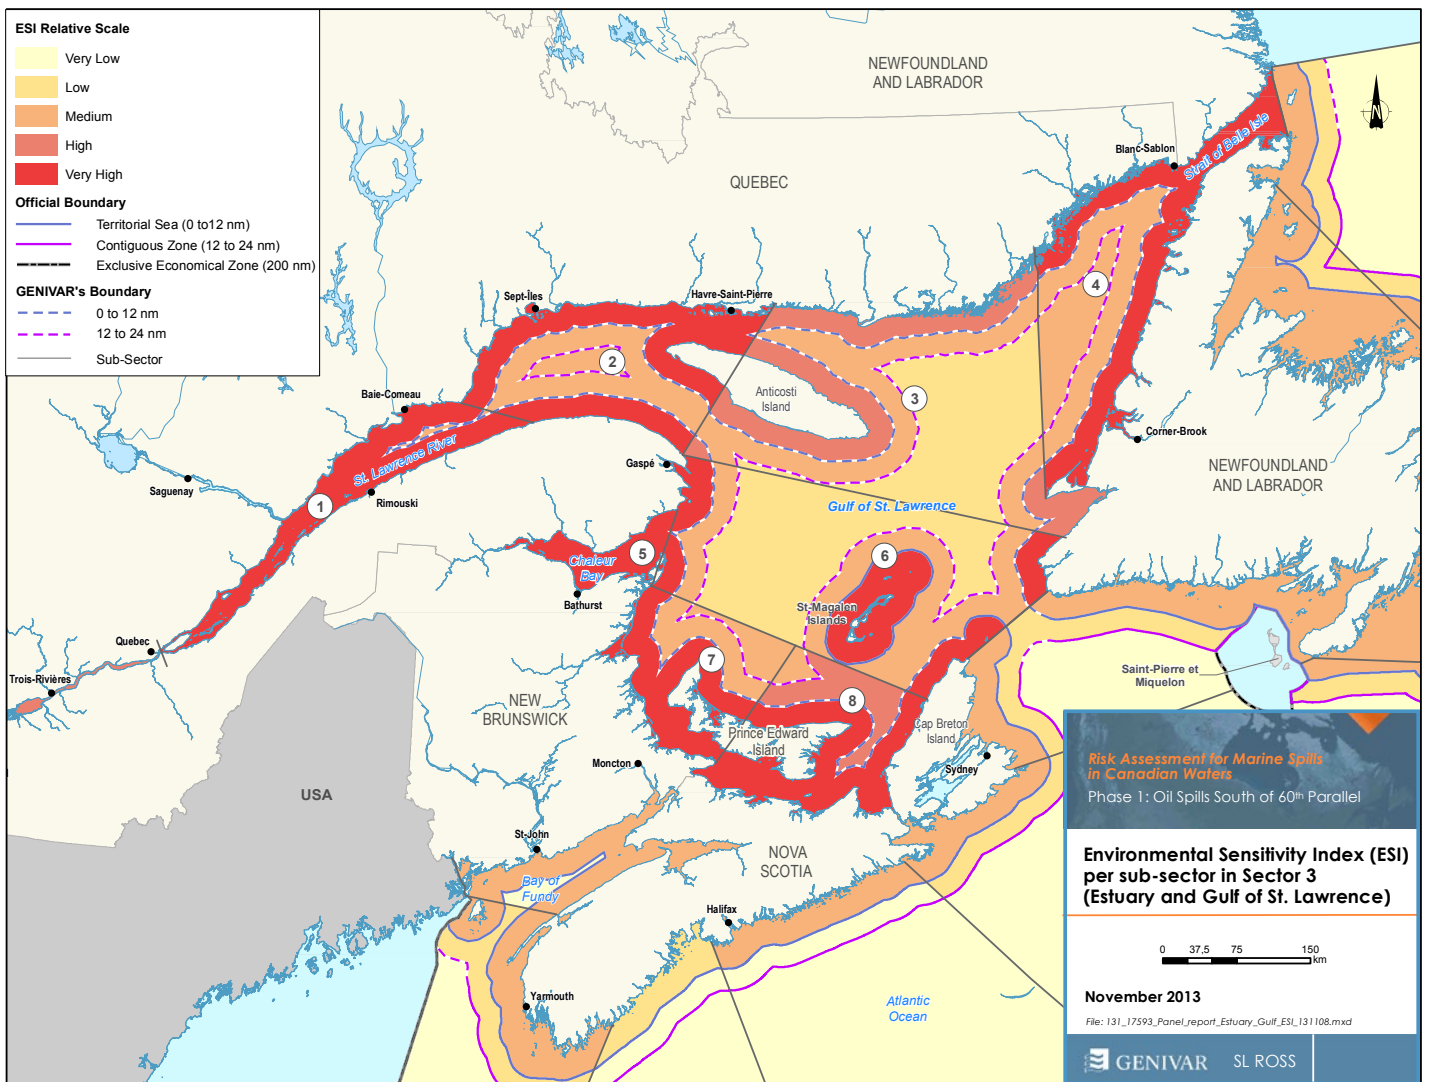 ESI Relative Scale
Very Low
Low
Medium
High
Very High
Official Boundary
Territorial Sea (0 to12 nm)
Contiguous Zone (12 to 24 nm)
Exclusive Economical Zone (200 nm)
GENIVAR's Boundary
0 to 12 nm
12 to 24 nm
Sub-Sector
NEWFOUNDLAND
AND LABRADOR
N
QUEBEC
Blanc-Sablon
Strait of Belle Isle
Sept-Îles
Havre-Saint-Pierre
4
2
Baie-Comeau
Anticosti
Island
3
Corner-Brook
St. Lawrence River
Gaspé
NEWFOUNDLAND
AND LABRADOR
Saguenay
Rimouski
1
Gulf of St. Lawrence
5
6
Chaleur
Bay
Bathurst
St-Magalon
Islands
Quebec
7
Saint-Pierre et
Miquelon
Trois-Rivières
8
NEW
BRUNSWICK
Prince Edward
Island
Cap Breton
Island
Moncton
Sydney
USA
St-John
NOVA
SCOTIA
Bay of
Fundy
Halifax
Yarmouth
Atlantic
Ocean
Risk Assessment for Marine Spills
in Canadian Waters
Phase 1: Oil Spills South of 60th Parallel
Environmental Sensitivity Index (ESI)
per sub-sector in Sector 3
(Estuary and Gulf of St. Lawrence)
0 37,5 75 150
km
November 2013
File: 131_17593_Panel_report_Estuary_Gulf_ESI_131108.mxd
GENIVAR SL ROSS